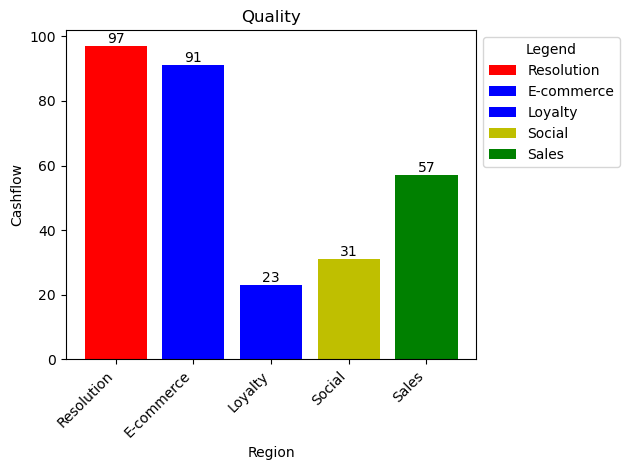 Quality
97
91
23
31
57
100
80
60
40
20
0
Cashflow
Resolution
E-commerce
Loyalty
Social
Sales
Region
Legend
Resolution
E-commerce
Loyalty
Social
Sales